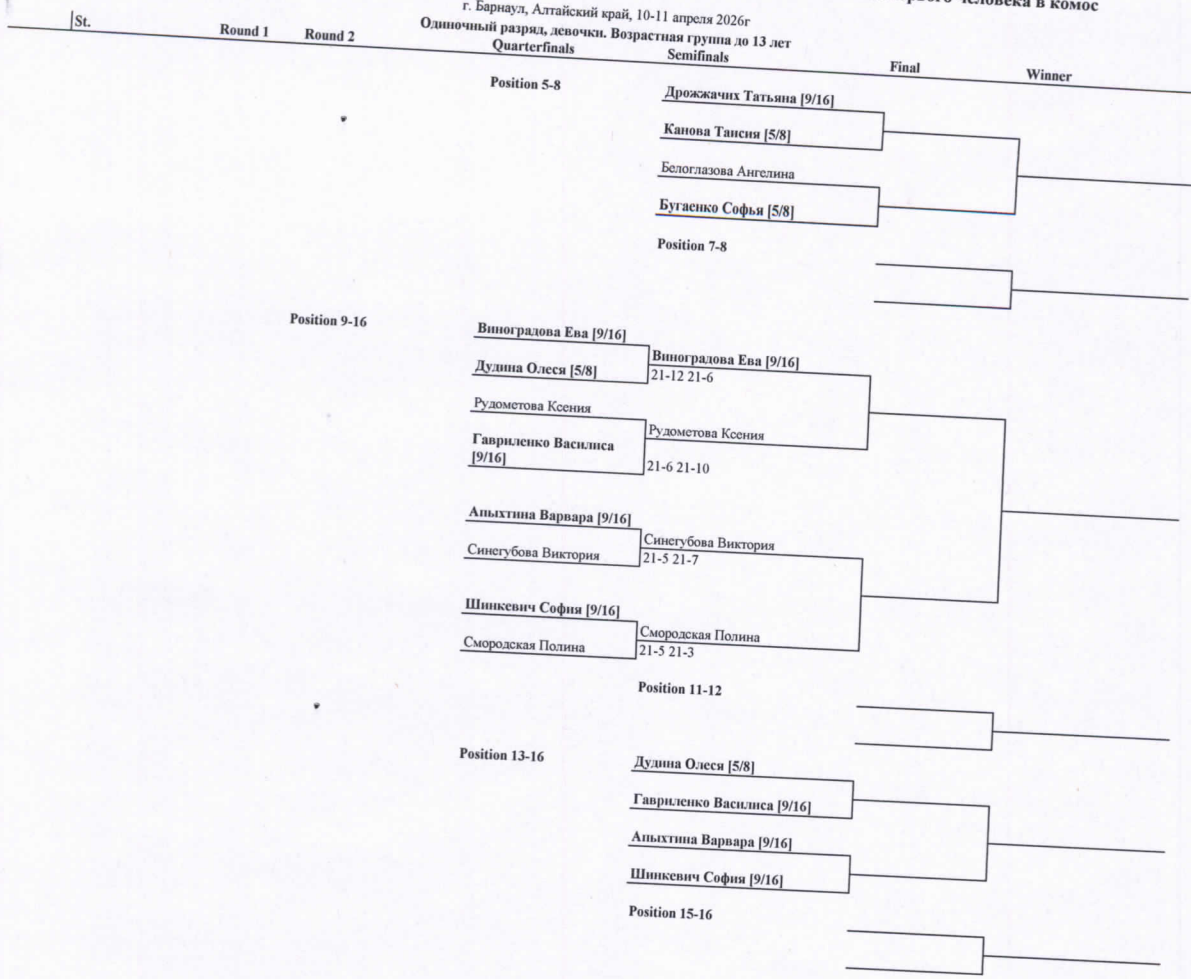 человека в комос
г. Барнаул, Алтайский край, 10-11 апреля 2026г
Одиночный разряд, девочки. Возрастная группа до 13 лет
St. Round 1 Round 2 Quarterfinals Semifinals Final Winner
Position 5-8
Дрожжачих Татьяна [9/16]
Канова Таисия [5/8]
Белоглазова Ангелина
Бугаенко Софья [5/8]
Position 7-8
Position 9-16
Виноградова Ева [9/16]
Виноградова Ева [9/16]
Дудина Олеся [5/8]
21-12 21-6
Рудометова Ксения
Рудометова Ксения
Гавриленко Василиса
[9/16]
21-6 21-10
Апыхтина Варвара [9/16]
Синегубова Виктория
Синегубова Виктория
21-5 21-7
Шинкевич София [9/16]
Смородская Полина
Смородская Полина
21-5 21-3
Position 11-12
Position 13-16
Дудина Олеся [5/8]
Гавриленко Василиса [9/16]
Апыхтина Варвара [9/16]
Шинкевич София [9/16]
Position 15-16